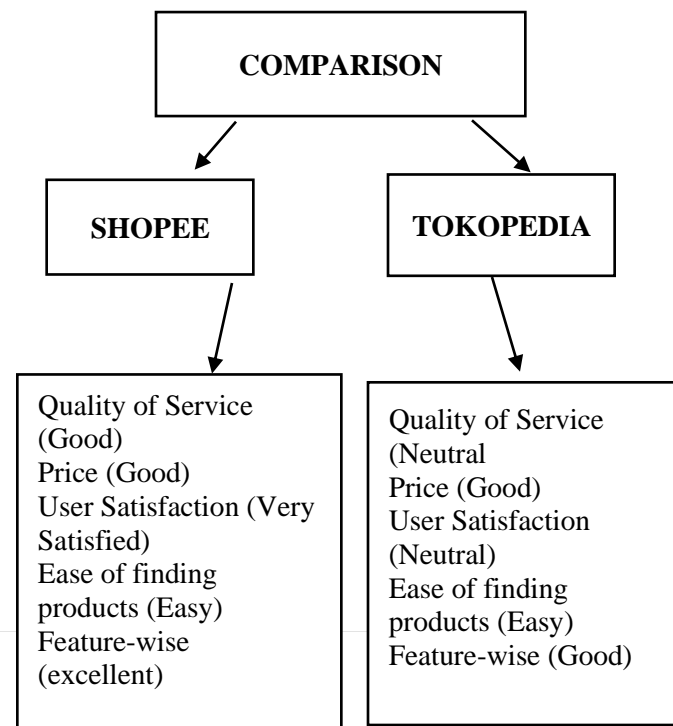 COMPARISON
SHOPEE
TOKOPEDIA
Quality of Service
(Good)
Price (Good)
User Satisfaction (Very
Satisfied)
Ease of finding
products (Easy)
Feature-wise
(excellent)
Quality of Service
(Neutral
Price (Good)
User Satisfaction
(Neutral)
Ease of finding
products (Easy)
Feature-wise (Good)